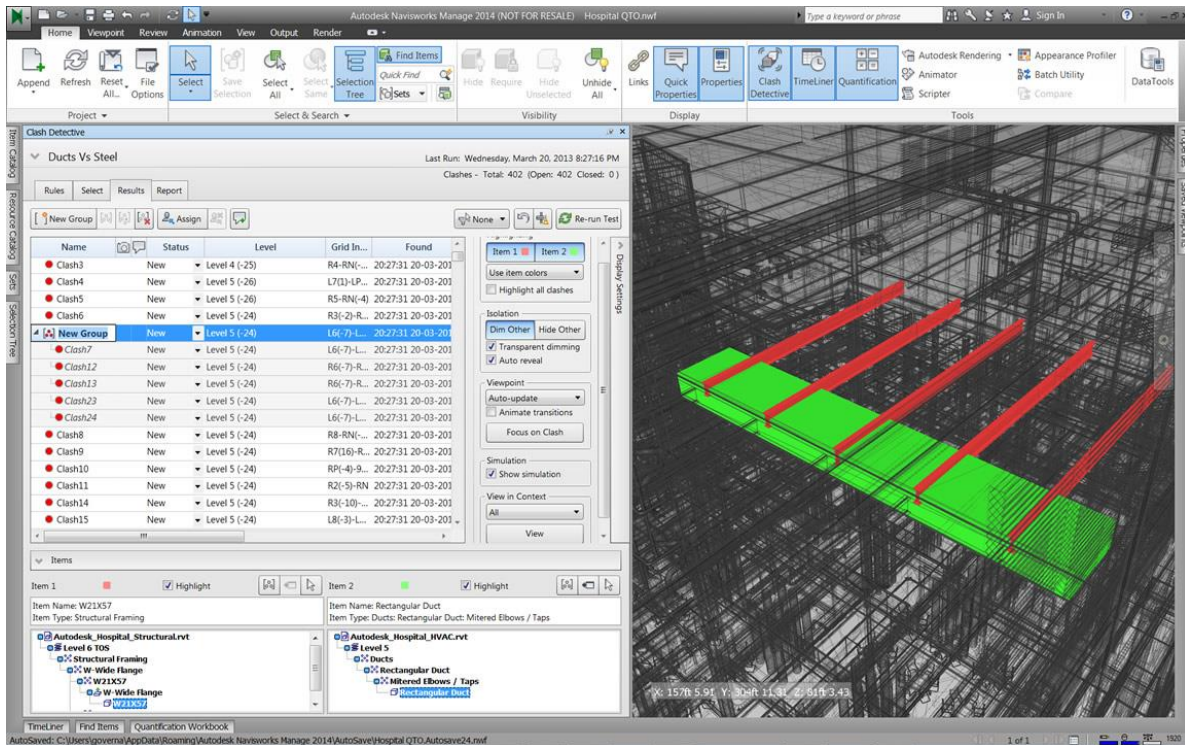 Autodesk Navisworks Manage 2014 (NOT FOR RESALE) Hospital QTO.nwf
Type a keyword or phrase
Sign In
Home Viewpoint Review Animation View Output Render
Append Refresh Reset All... File Options
Project
Select Save Selection Select All Select Same Selection Tree
Find Items
Quick Find
Sets
Select & Search
Hide Require Hide Unselected Unhide All
Visibility
Links Quick Properties Properties
Display
Clash Detective TimeLiner Quantification
Autodesk Rendering
Animator
Scripter
Appearance Profiler
Batch Utility
Compare
DataTools
Tools
Item Catalog
Resource Catalog
Sets
Selection Tree
Clash Detective
Ducts Vs Steel
Last Run: Wednesday, March 20, 2013 8:27:16 PM
Clashes - Total: 402 (Open: 402 Closed: 0)
Rules Select Results Report
New Group Assign None Re-run Test
Name Status Level Grid In... Found
Clash3 New Level 4 (-25) R4-RN(-... 20:27:31 20-03-201
Clash4 New Level 5 (-26) L7(1)-LP... 20:27:31 20-03-201
Clash5 New Level 5 (-26) R5-RN(-4) 20:27:31 20-03-201
Clash6 New Level 5 (-24) R3(-2)-R... 20:27:31 20-03-201
New Group New Level 5 (-24) L6(-7)-L... 20:27:31 20-03-201
Clash7 New Level 5 (-24) L6(-7)-L... 20:27:31 20-03-201
Clash12 New Level 5 (-24) R6(-7)-R... 20:27:31 20-03-201
Clash13 New Level 5 (-24) R6(-7)-R... 20:27:31 20-03-201
Clash23 New Level 5 (-24) L6(-7)-L... 20:27:31 20-03-201
Clash24 New Level 5 (-24) L6(-7)-L... 20:27:31 20-03-201
Clash8 New Level 5 (-24) R8-RN(-... 20:27:31 20-03-201
Clash9 New Level 5 (-24) R7(16)-R... 20:27:31 20-03-201
Clash10 New Level 5 (-24) RP(-4)-9... 20:27:31 20-03-201
Clash11 New Level 5 (-24) R2(-5)-RN 20:27:31 20-03-201
Clash14 New Level 5 (-24) R3(-10)-... 20:27:31 20-03-201
Clash15 New Level 5 (-24) L8(-3)-L... 20:27:31 20-03-201
Display Settings
Item 1 Item 2
Use item colors
Highlight all clashes
Isolation
Dim Other Hide Other
Transparent dimming
Auto reveal
Viewpoint
Auto-update
Animate transitions
Focus on Clash
Simulation
Show simulation
View in Context
All
View
Items
Item 1 Highlight Item 2 Highlight
Item Name: W21X57
Item Type: Structural Framing
Item Name: Rectangular Duct
Item Type: Ducts: Rectangular Duct: Mitered Elbows / Taps
Autodesk_Hospital_Structural.rvt
Level 6 TOS
Structural Framing
W-Wide Flange
W21X57
W-Wide Flange
W21X57
Autodesk_Hospital_HVAC.rvt
Level 5
Ducts
Rectangular Duct
Mitered Elbows / Taps
Rectangular Duct
X: 157ft 5.91 Y: 304ft 11.31 Z: 81ft 3.43
TimeLiner Find Items Quantification Workbook
AutoSaved: C:\Users\governa\AppData\Roaming\Autodesk Navisworks Manage 2014\AutoSave\Hospital QTO.Autosave24.nwf
1 of 1
1920